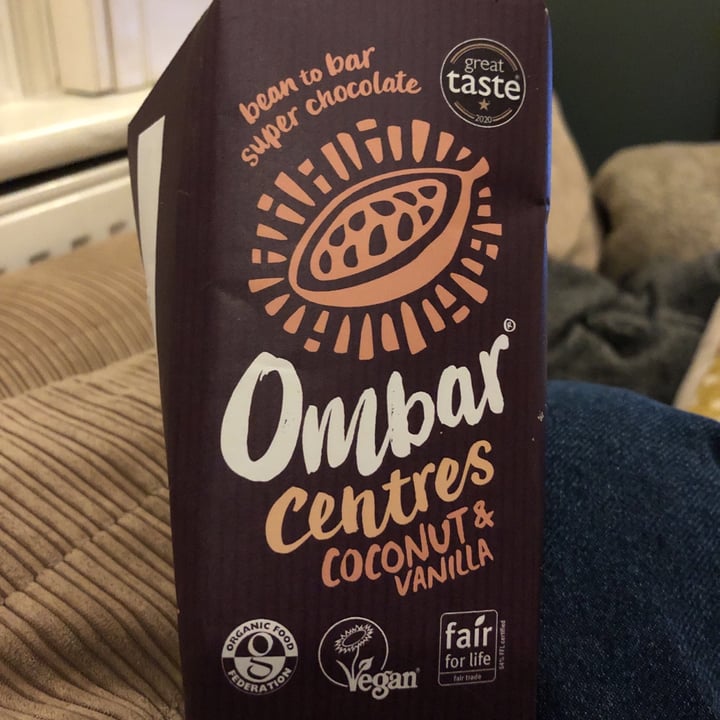 bean to bar
super chocolate
great
taste®
2020
Ombar®
Centres
COCONUT &
VANILLA
ORGANIC FOOD
FEDERATION
Vegan
fair
for life
fair trade